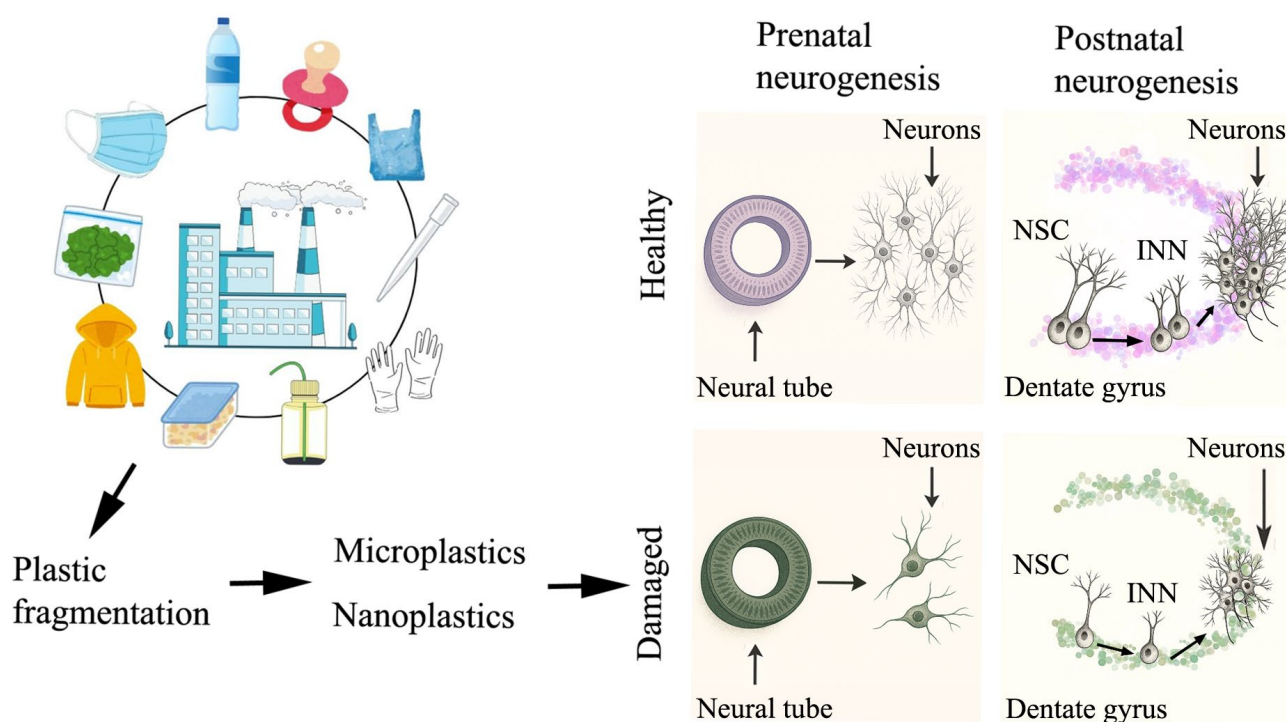 Prenatal
neurogenesis
Postnatal
neurogenesis
Healthy
Neurons
Neural tube
Neurons
NSC
INN
Dentate gyrus
Plastic
fragmentation
Microplastics
Nanoplastics
Damaged
Neurons
Neural tube
Neurons
NSC
INN
Dentate gyrus